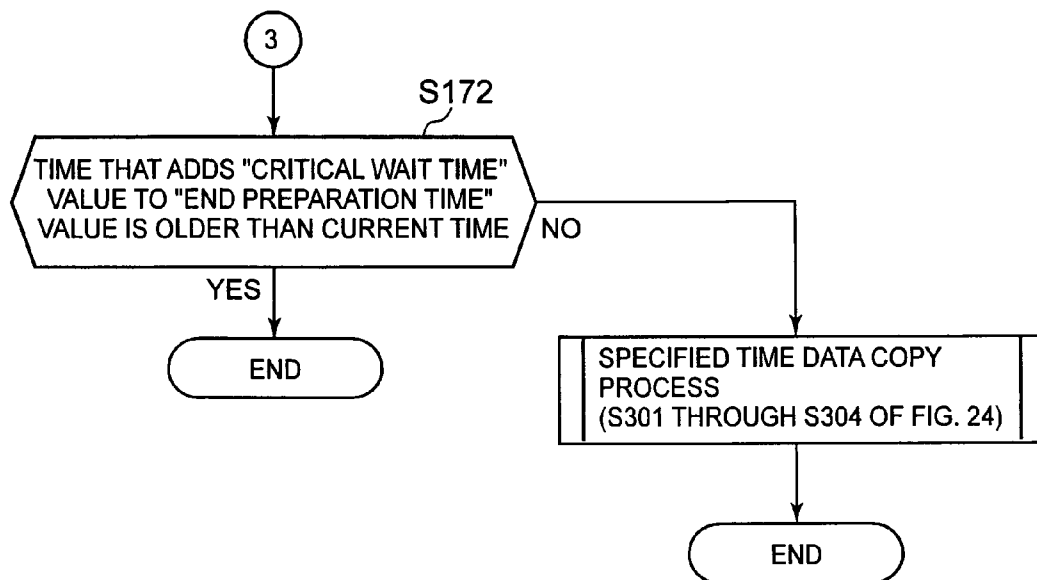 3
S172
TIME THAT ADDS "CRITICAL WAIT TIME"
VALUE TO "END PREPARATION TIME"
VALUE IS OLDER THAN CURRENT TIME
NO
YES
END
SPECIFIED TIME DATA COPY
PROCESS
(S301 THROUGH S304 OF FIG. 24)
END